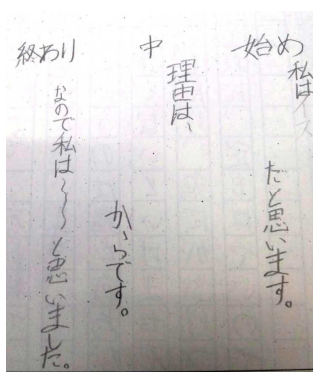 始め
私は
だと思います。
中
理由は、
からです。
終わり
なので私は〜〜〜と思いました。